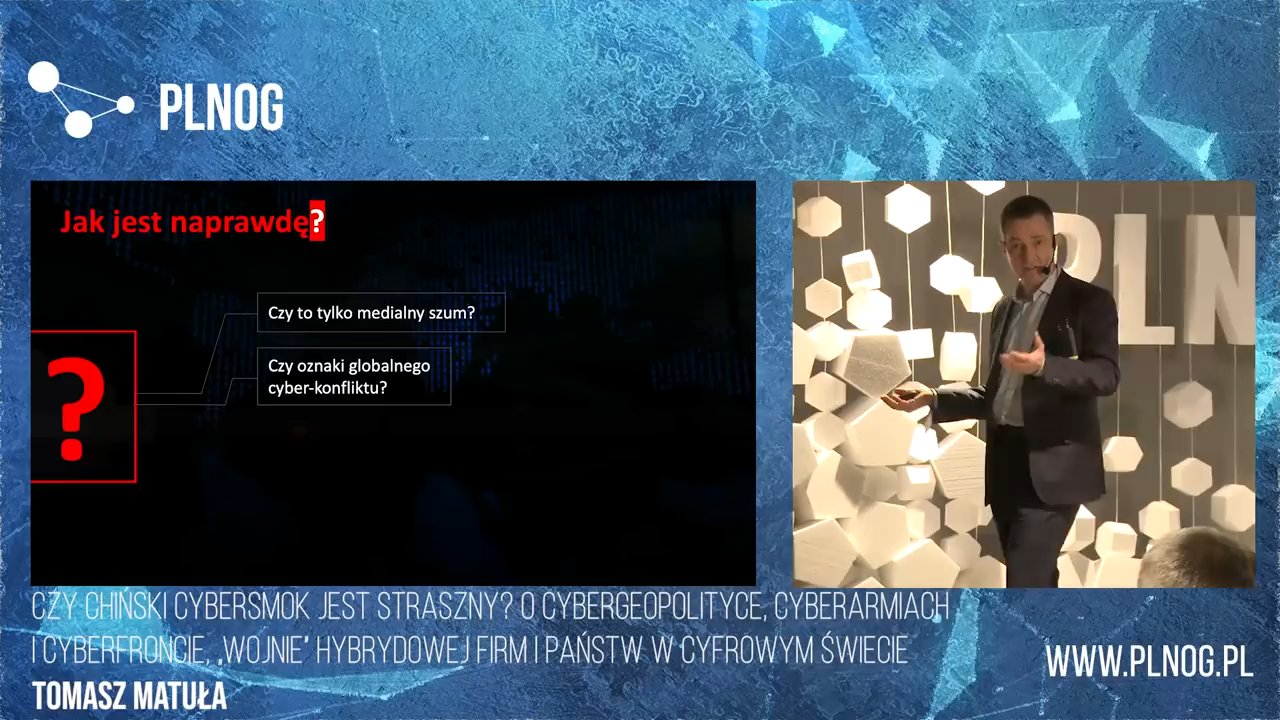 PLNOG
Jak jest naprawdę?
Czy to tylko medialny szum?
Czy oznaki globalnego
cyber-konfliktu?
?
PLN
CZY CHIŃSKI CYBERSMOK JEST STRASZNY? O CYBERGEOPOLITYCE, CYBERARMIACH
I CYBERFRONCIE, „WOJNIE” HYBRYDOWEJ FIRM I PAŃSTW W CYFROWYM ŚWIECIE
TOMASZ MATUŁA
WWW.PLNOG.PL